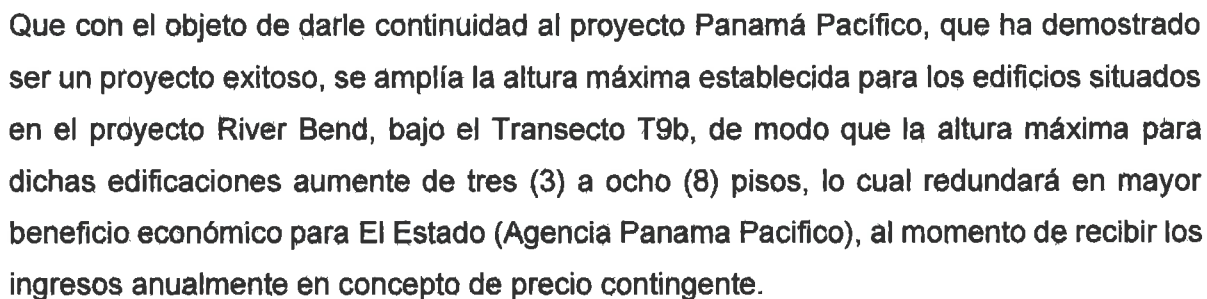 Que con el objeto de darle continuidad al proyecto Panamá Pacífico, que ha demostrado
ser un proyecto exitoso, se amplía la altura máxima establecida para los edificios situados
en el proyecto River Bend, bajo el Transecto T9b, de modo que la altura máxima para
dichas edificaciones aumente de tres (3) a ocho (8) pisos, lo cual redundará en mayor
beneficio económico para El Estado (Agencia Panama Pacifico), al momento de recibir los
ingresos anualmente en concepto de precio contingente.